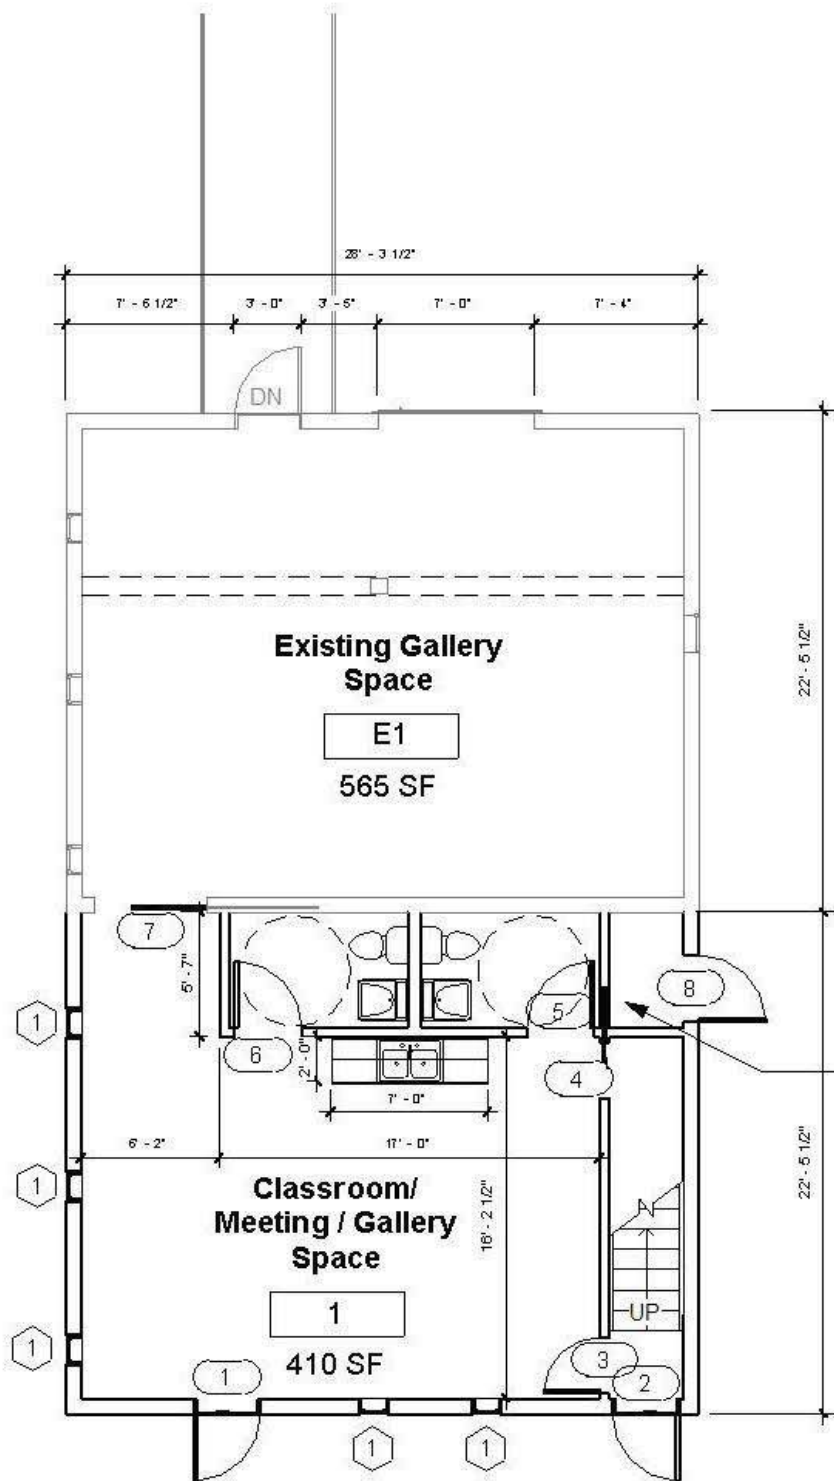 28' - 3 1/2"
7' - 6 1/2" 3' - 0" 3' - 5" 7' - 0" 7' - 4"
DN
Existing Gallery
Space
E1
565 SF
22' - 5 1/2"
7
5' - 7"
8
1
5
6
2' - 0"
4
7' - 0"
6' - 2" 17' - 0"
1
Classroom/
Meeting / Gallery
Space
16' - 2 1/2"
22' - 5 1/2"
1
410 SF
UP
1
3
1
2
1
1